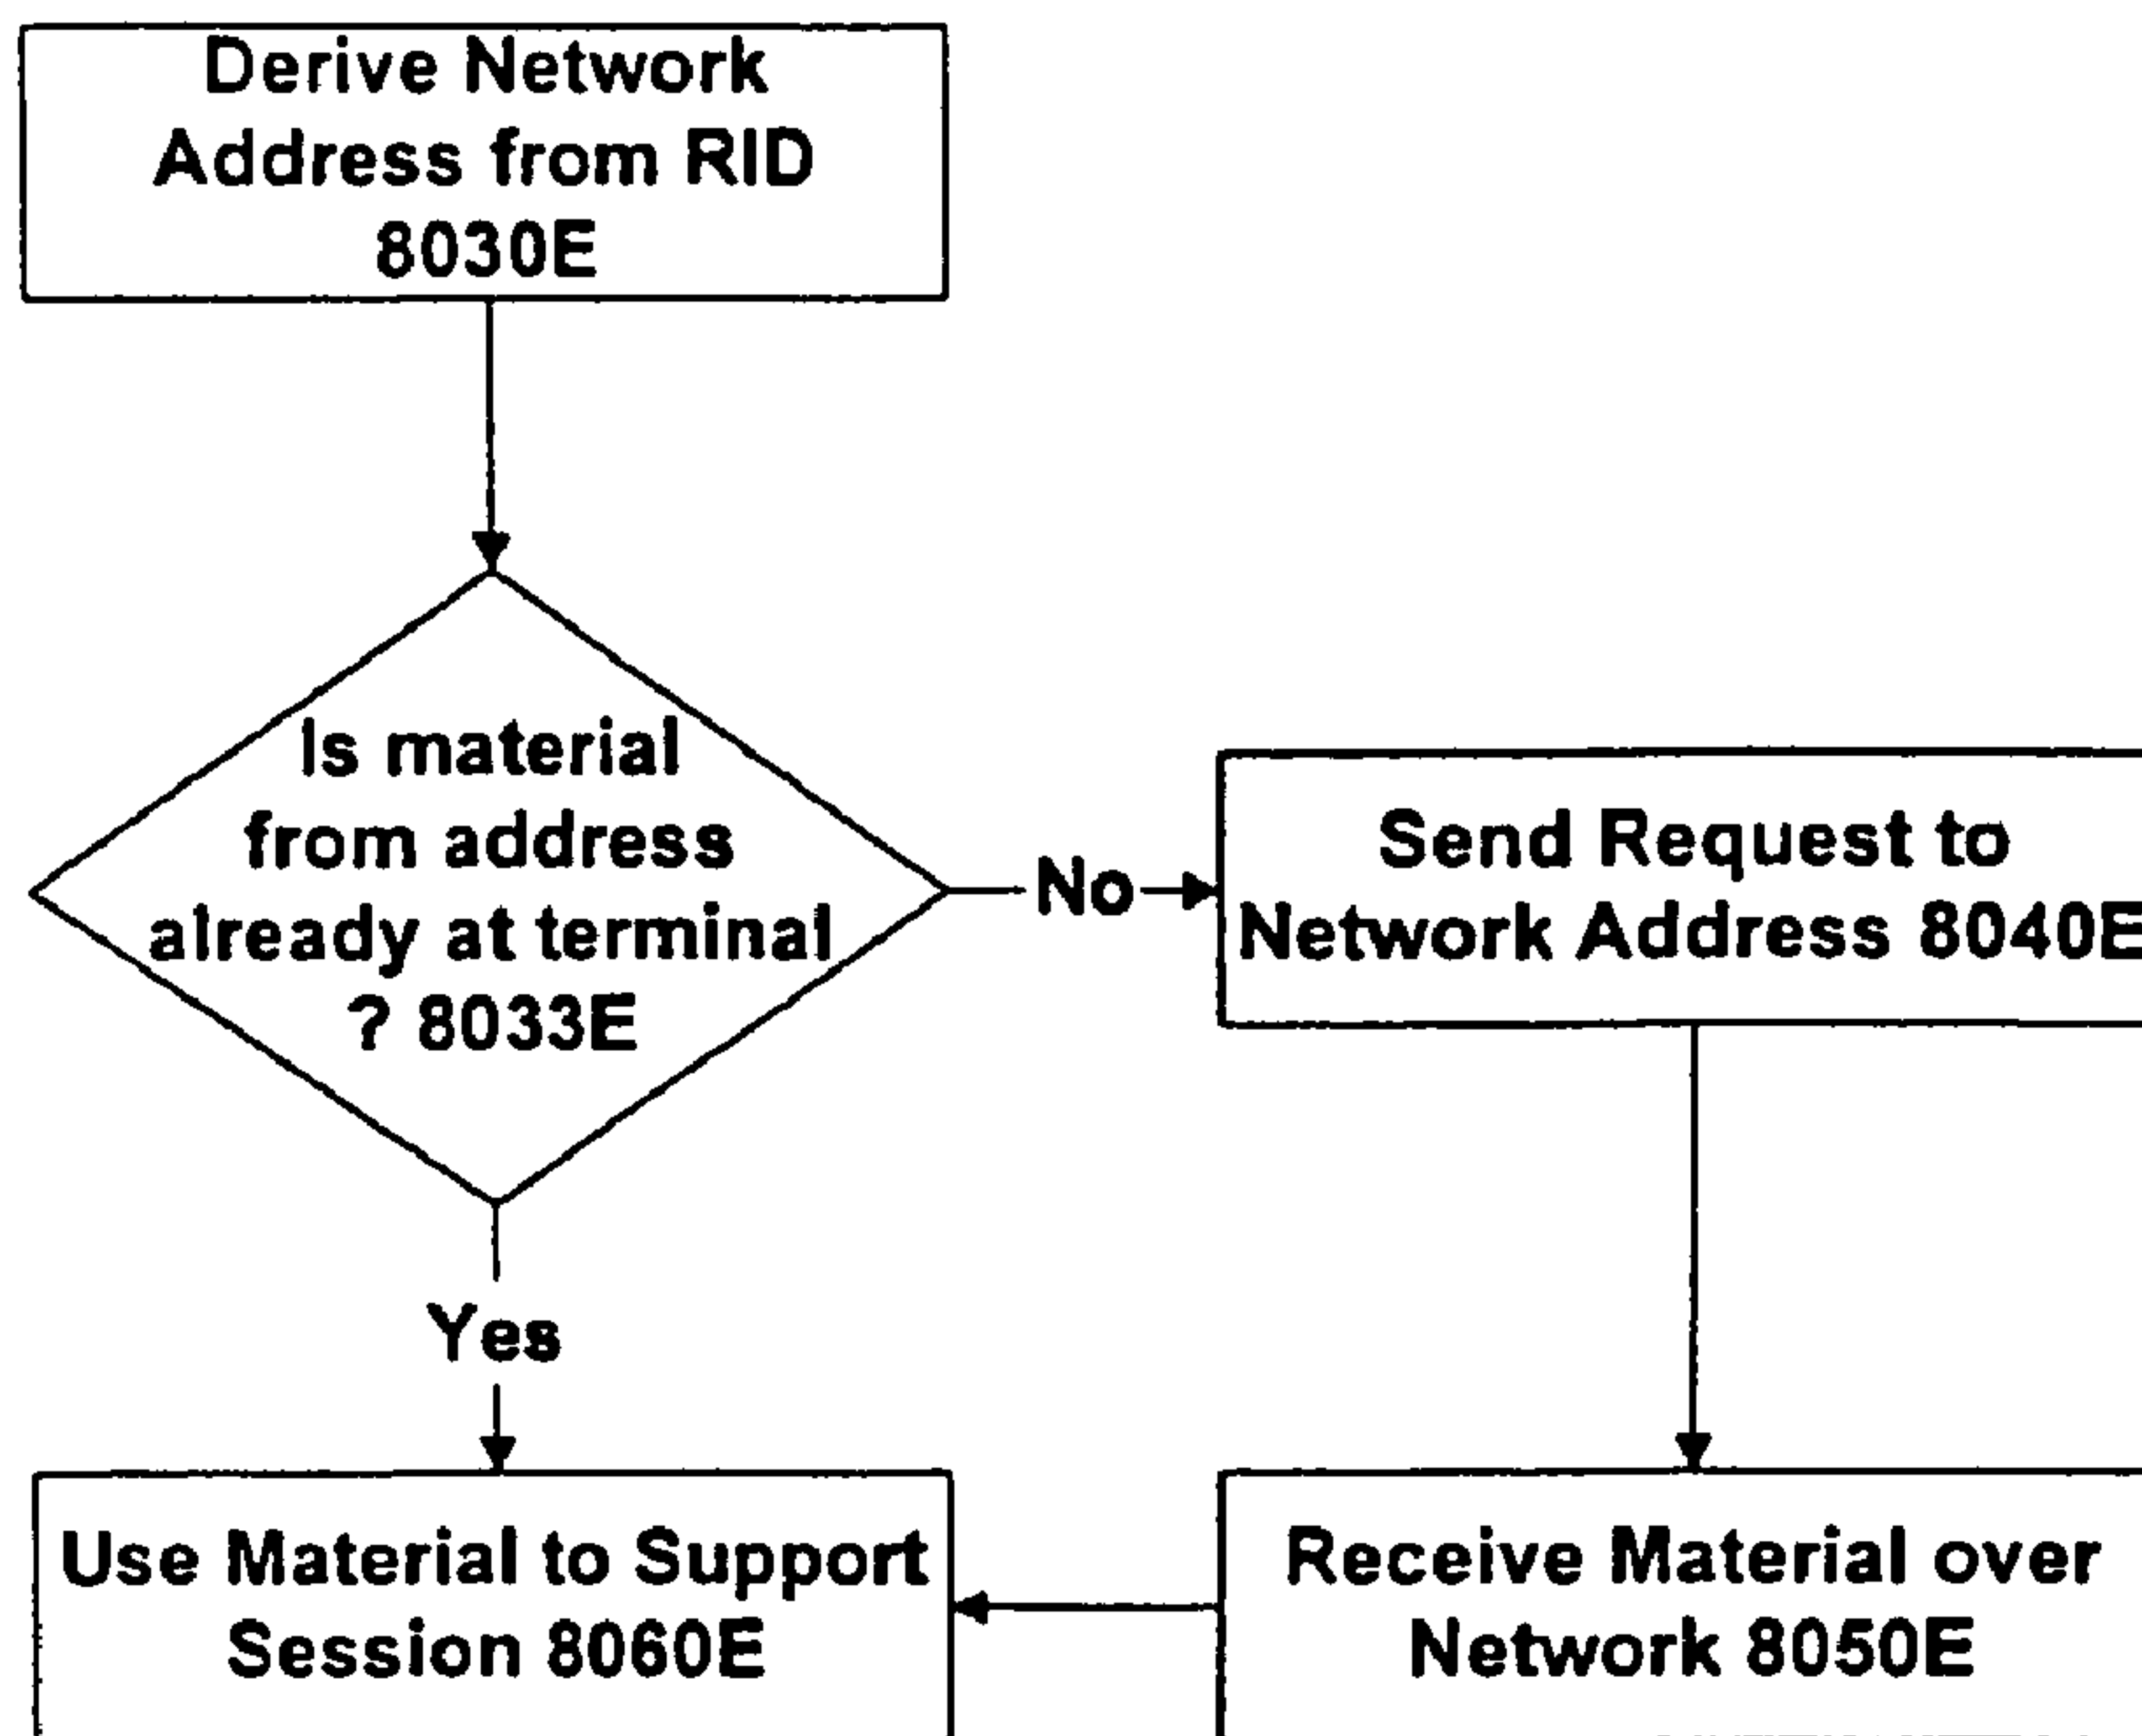 Derive Network
Address from RID
8030E
Is material
from address
already at terminal
? 8033E
No
Send Request to
Network Address 8040E
Yes
Use Material to Support
Session 8060E
Receive Material over
Network 8050E